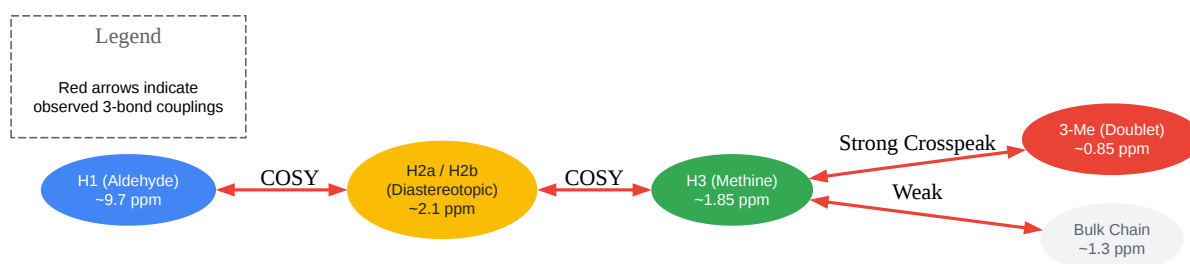 Legend
Red arrows indicate
observed 3-bond couplings
H1 (Aldehyde)
~9.7 ppm
COSY
H2a / H2b
(Diastereotopic)
~2.1 ppm
COSY
H3 (Methine)
~1.85 ppm
Strong Crosspeak
3-Me (Doublet)
~0.85 ppm
Weak
Bulk Chain
~1.3 ppm